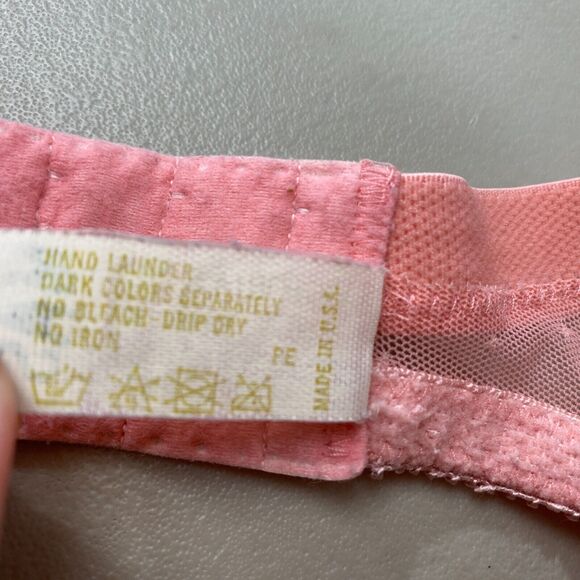 HAND LAUNDER
DARK COLORS SEPARATELY
NO BLEACH-DRIP DRY
NO IRON
PE
MADE IN U.S.A.